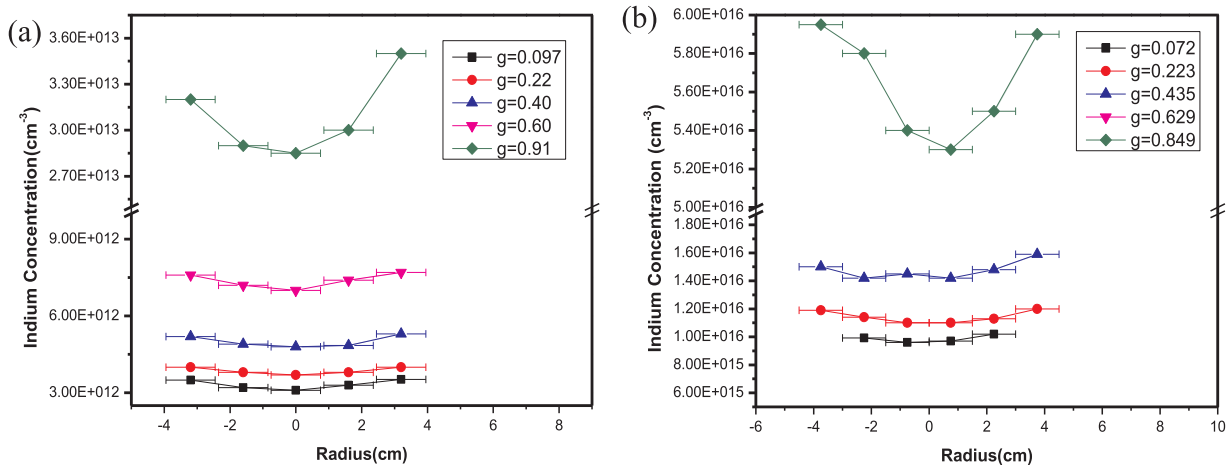 (a)
3.60E+013
3.30E+013
3.00E+013
2.70E+013
9.00E+012
6.00E+012
3.00E+012
Indium Concentration(cm⁻³)
g=0.097
g=0.22
g=0.40
g=0.60
g=0.91
-4 -2 0 2 4 6 8
Radius(cm)
(b)
6.00E+016
5.80E+016
5.60E+016
5.40E+016
5.20E+016
5.00E+016
1.80E+016
1.60E+016
1.40E+016
1.20E+016
1.00E+016
8.00E+015
6.00E+015
Indium Concentration (cm⁻³)
g=0.072
g=0.223
g=0.435
g=0.629
g=0.849
-6 -4 -2 0 2 4 6 8 10
Radius(cm)